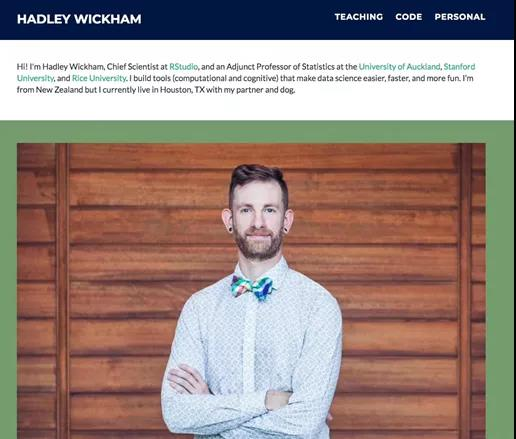 HADLEY WICKHAM
TEACHING CODE PERSONAL
Hi! I'm Hadley Wickham, Chief Scientist at RStudio, and an Adjunct Professor of Statistics at the University of Auckland, Stanford
University, and Rice University. I build tools (computational and cognitive) that make data science easier, faster, and more fun. I'm
from New Zealand but I currently live in Houston, TX with my partner and dog.